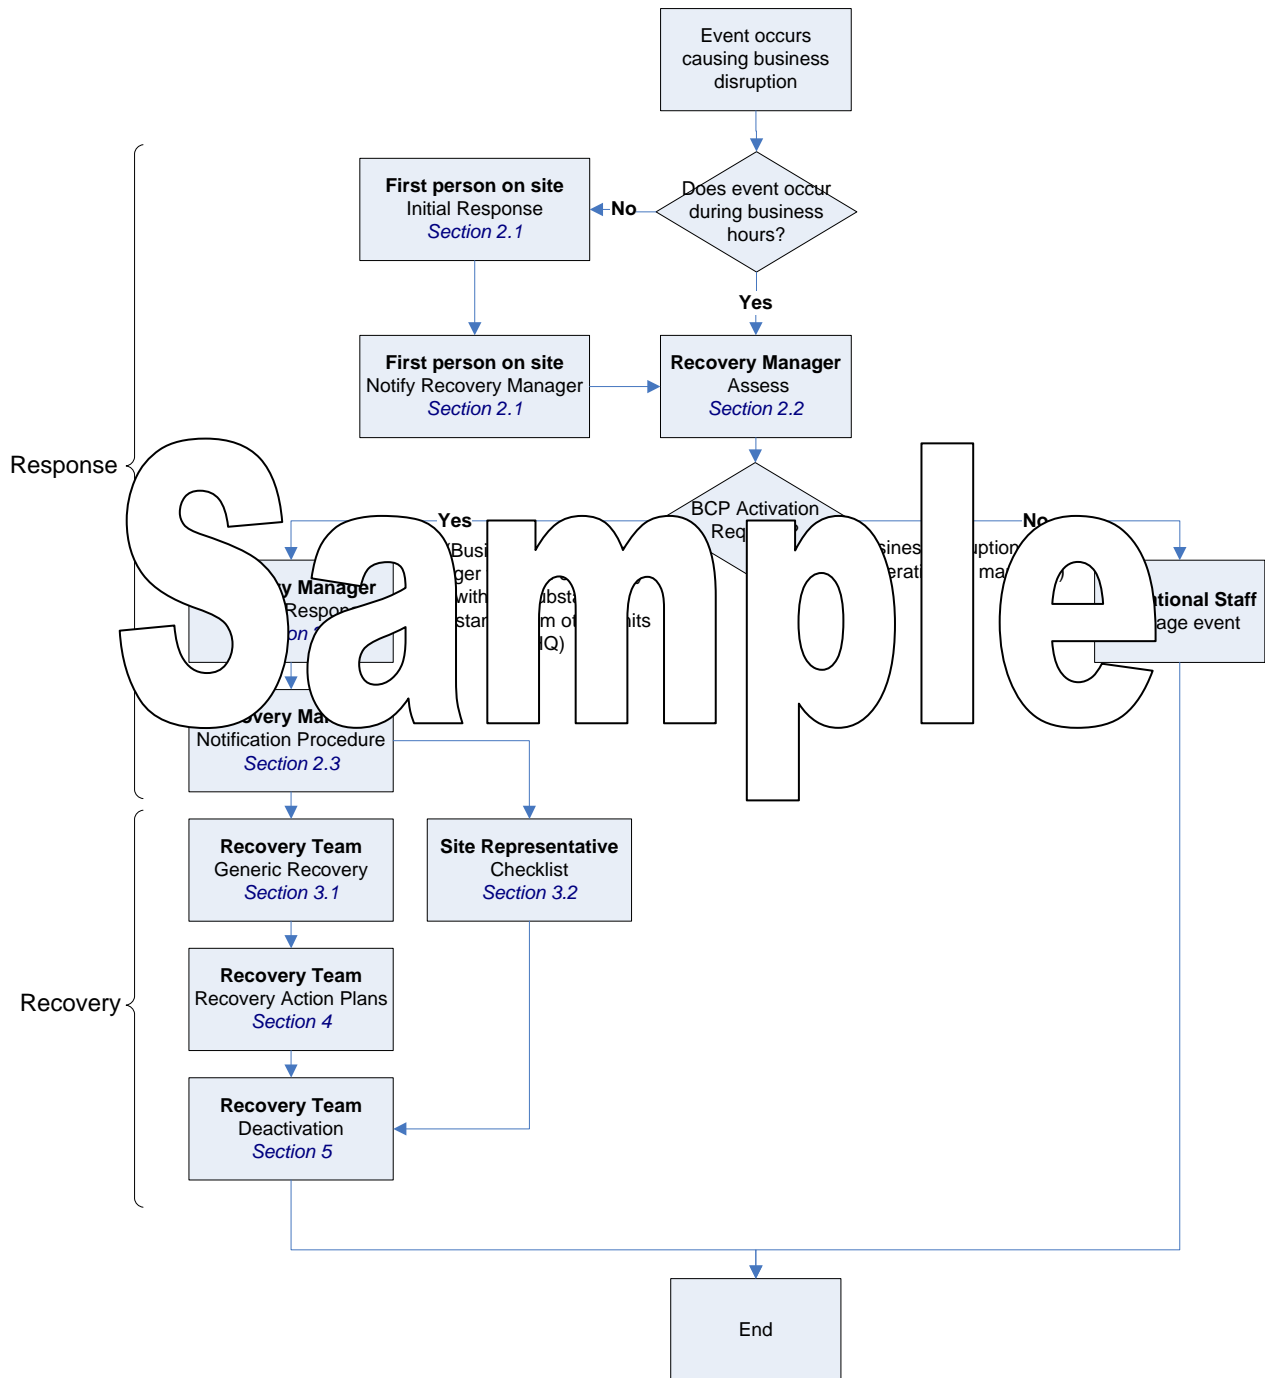 Event occurs
causing business
disruption
Does event occur
during business
hours?
No
First person on site
Initial Response
Section 2.1
Yes
First person on site
Notify Recovery Manager
Section 2.1
Recovery Manager
Assess
Section 2.2
Response
BCP Activation
Yes
No
Manager
Staff
event
Sample
Notification Procedure
Section 2.3
Recovery Team
Generic Recovery
Section 3.1
Site Representative
Checklist
Section 3.2
Recovery
Recovery Team
Recovery Action Plans
Section 4
Recovery Team
Deactivation
Section 5
End